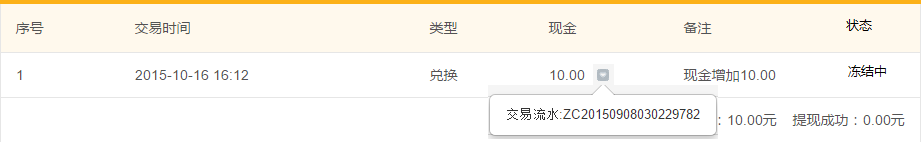 序号 交易时间 类型 现金 备注 状态
1 2015-10-16 16:12 兑换 10.00 现金增加10.00 冻结中
交易流水:ZC20150908030229782
：10.00元 提现成功：0.00元